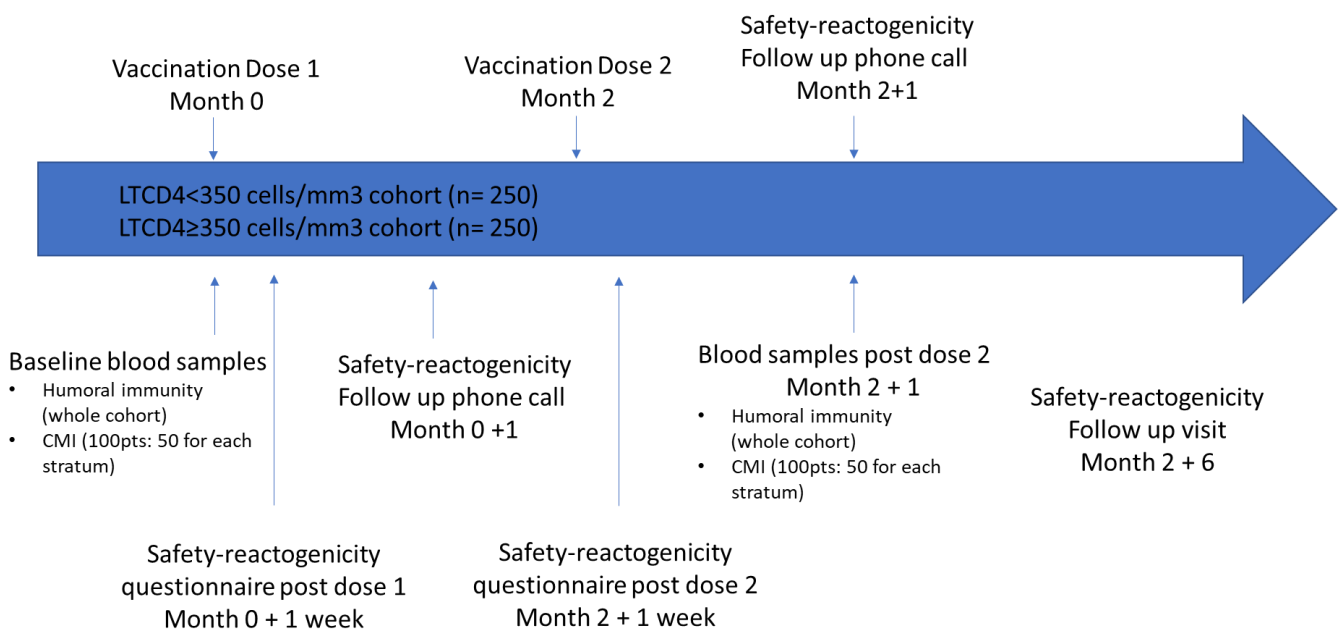 Vaccination Dose 1
Month 0
Vaccination Dose 2
Month 2
Safety-reactogenicity
Follow up phone call
Month 2+1
LTCD4<350 cells/mm3 cohort (n= 250)
LTCD4≥350 cells/mm3 cohort (n= 250)
Baseline blood samples
• Humoral immunity
(whole cohort)
• CMI (100pts: 50 for each
stratum)
Safety-reactogenicity
Follow up phone call
Month 0 +1
Blood samples post dose 2
Month 2 + 1
• Humoral immunity
(whole cohort)
• CMI (100pts: 50 for each
stratum)
Safety-reactogenicity
Follow up visit
Month 2 + 6
Safety-reactogenicity
questionnaire post dose 1
Month 0 + 1 week
Safety-reactogenicity
questionnaire post dose 2
Month 2 + 1 week